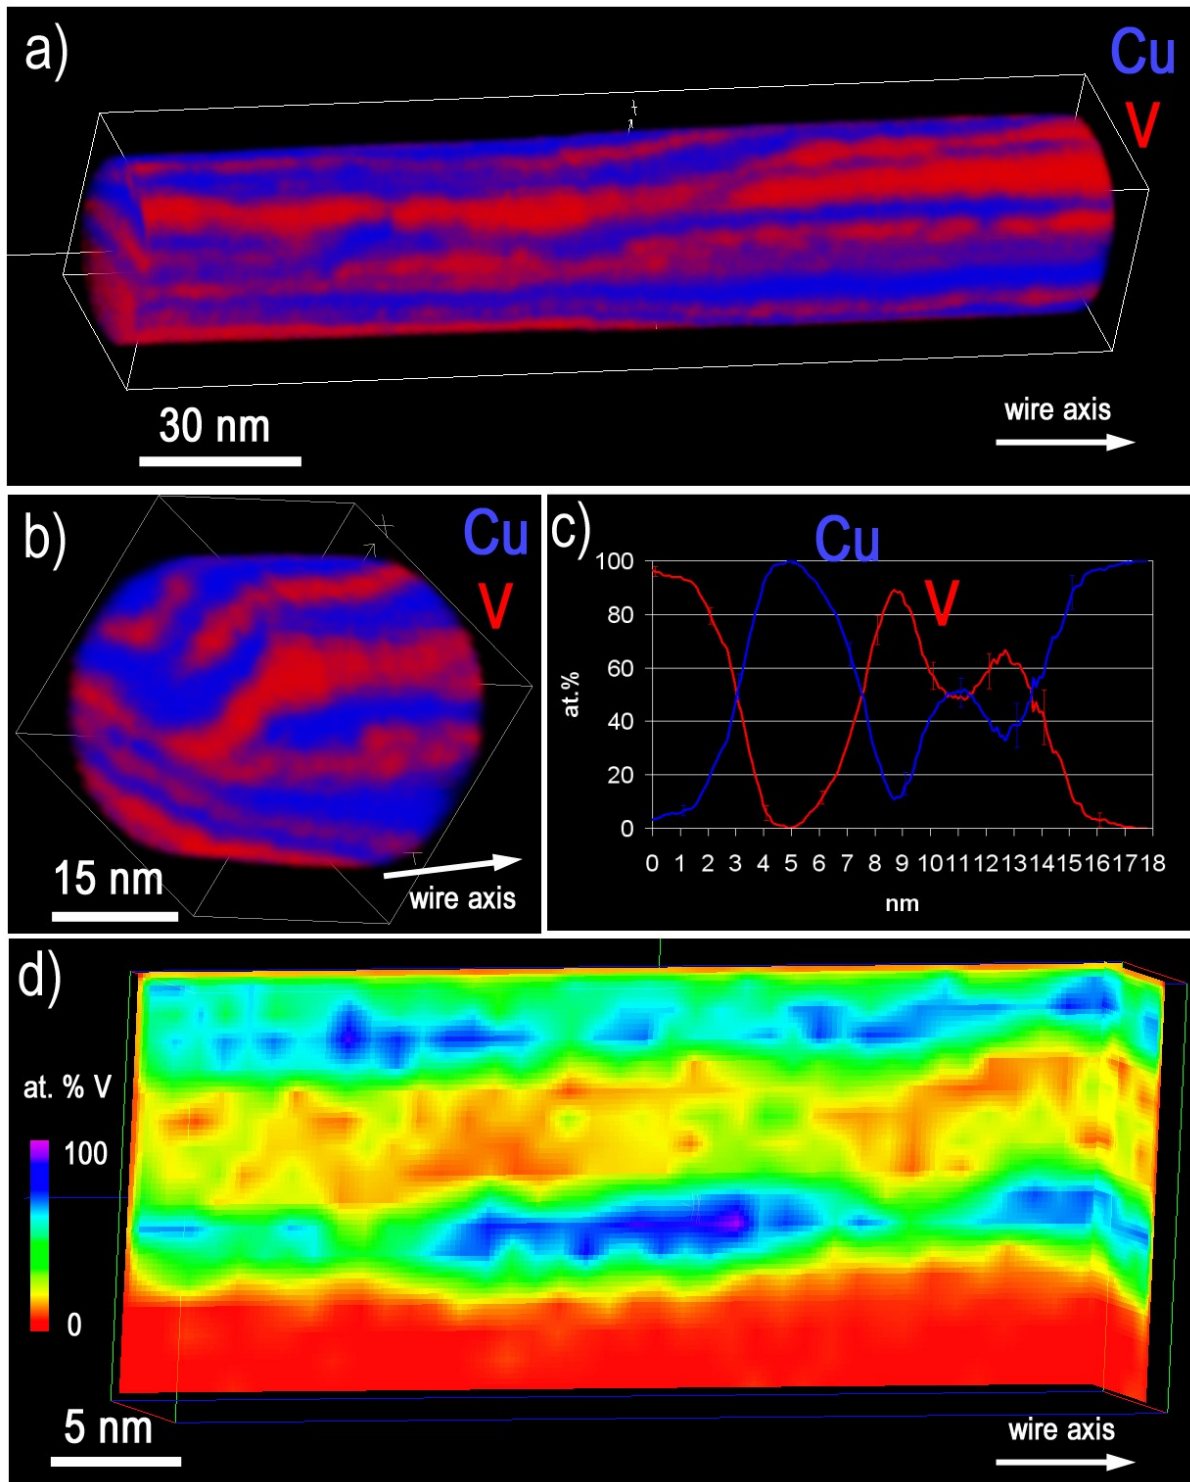 a)
Cu
V
30 nm
wire axis
b)
Cu
V
15 nm
wire axis
c)
Cu
V
100
80
60
40
20
0
at.%
0 1 2 3 4 5 6 7 8 9 10 11 12 13 14 15 16 17 18
nm
d)
at. % V
100
0
5 nm
wire axis